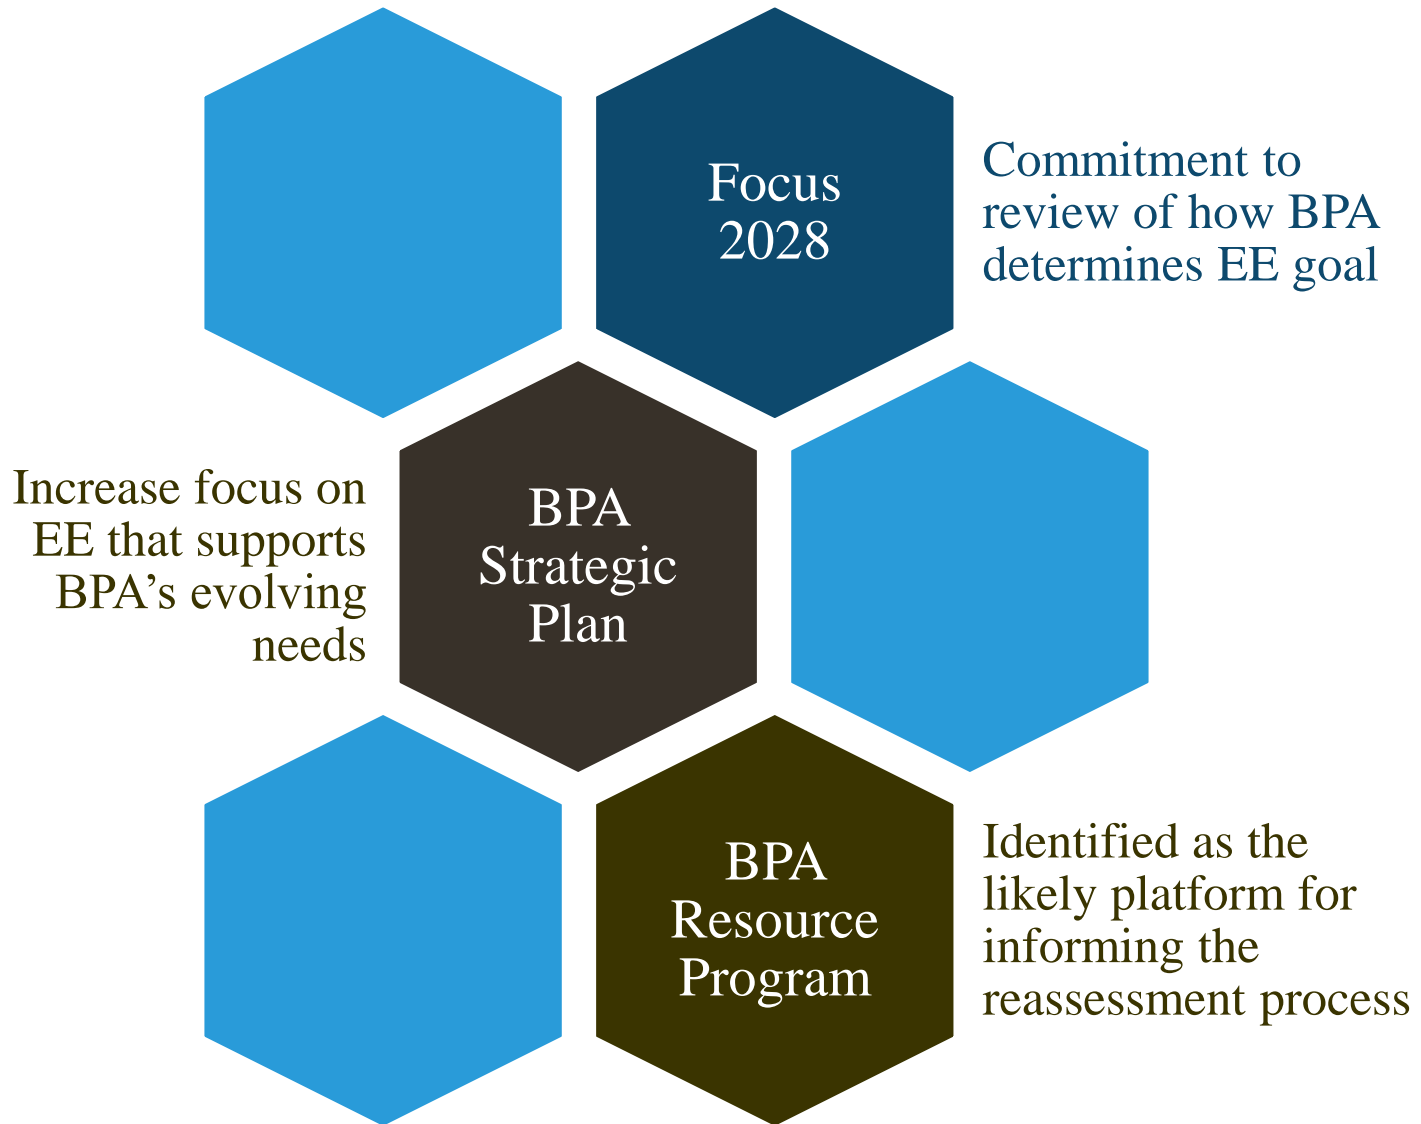 Focus
2028
Commitment to
review of how BPA
determines EE goal
Increase focus on
EE that supports
BPA’s evolving
needs
BPA
Strategic
Plan
BPA
Resource
Program
Identified as the
likely platform for
informing the
reassessment process